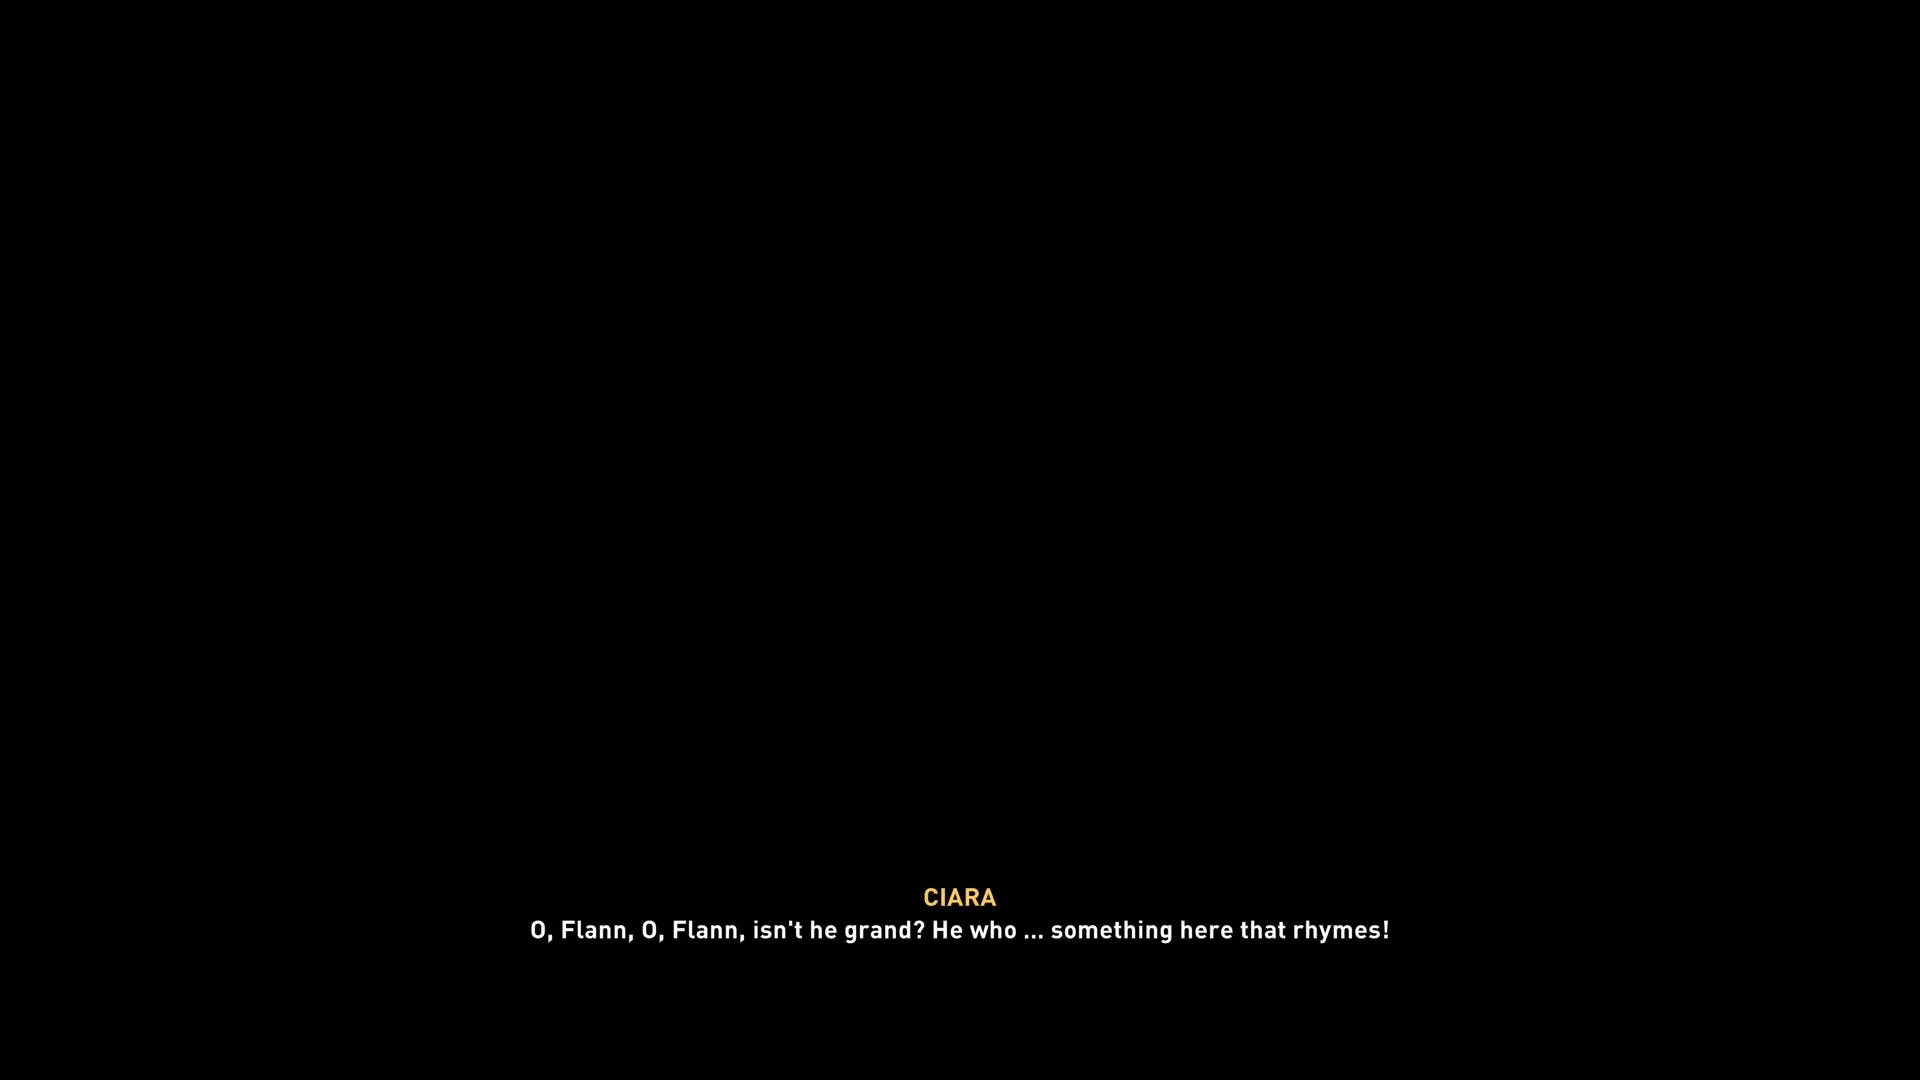 CIARA
O, Flann, O, Flann, isn't he grand? He who ... something here that rhymes!